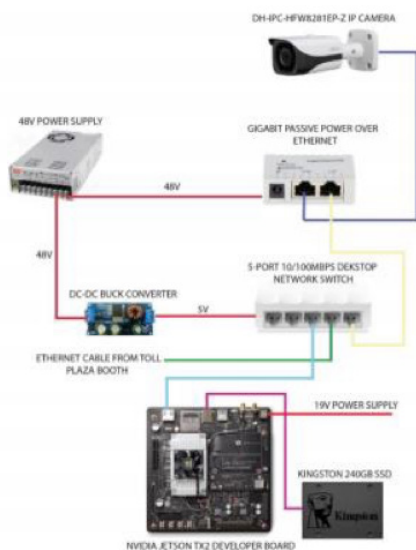 DH-IPC-HFW8281EP-Z IP CAMERA
48V POWER SUPPLY
GIGABIT PASSIVE POWER OVER
ETHERNET
48V
48V
5-PORT 10/100MBPS DEKSTOP
NETWORK SWITCH
DC-DC BUCK CONVERTER
5V
ETHERNET CABLE FROM TOLL
PLAZA BOOTH
19V POWER SUPPLY
KINGSTON 240GB SSD
Kingston
NVIDIA JETSON TX2 DEVELOPER BOARD